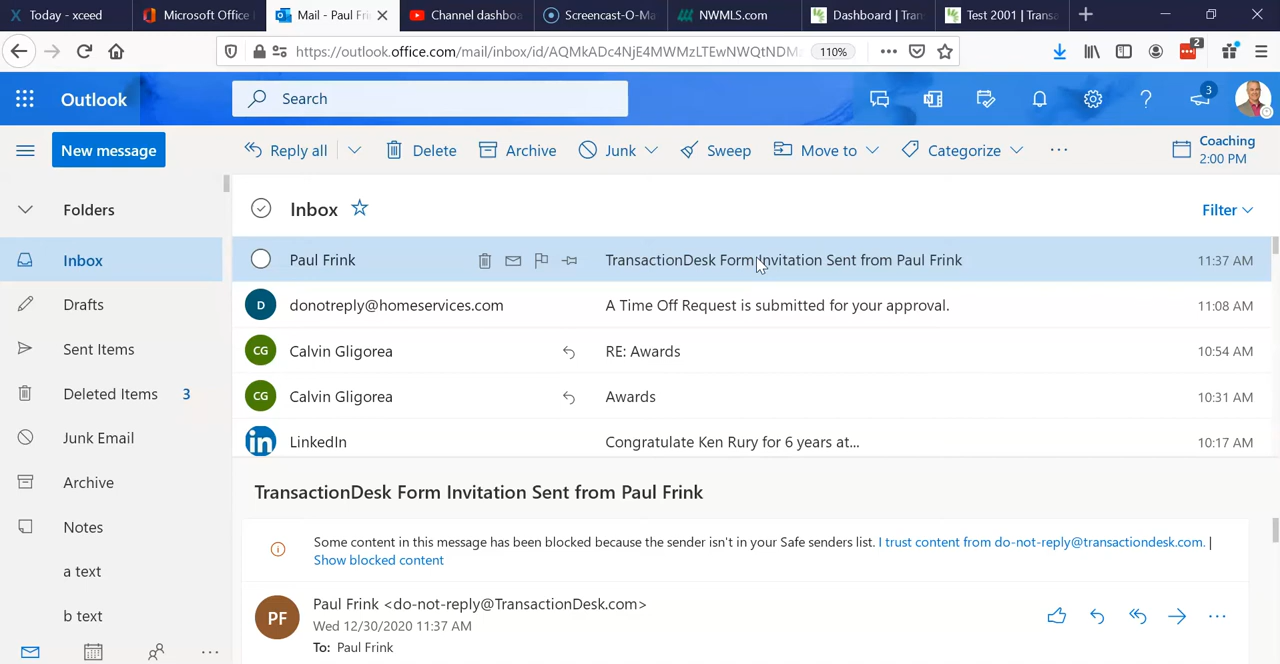 Today - xceed
Microsoft Office
Mail - Paul Fri
Channel dashbo
Screencast-O-Ma
NWMLS.com
Dashboard | Tran
Test 2001 | Transa
https://outlook.office.com/mail/inbox/id/AQMkADc4NjE4MWMzLTEwNWQtNDM
110%
2
Outlook
Search
3
New message
Reply all
Delete
Archive
Junk
Sweep
Move to
Categorize
Coaching
2:00 PM
Folders
Inbox
Filter
Inbox
Paul Frink
TransactionDesk Form Invitation Sent from Paul Frink
11:37 AM
Drafts
D
donotreply@homeservices.com
A Time Off Request is submitted for your approval.
11:08 AM
Sent Items
CG
Calvin Gligorea
RE: Awards
10:54 AM
Deleted Items 3
CG
Calvin Gligorea
Awards
10:31 AM
Junk Email
in
LinkedIn
Congratulate Ken Rury for 6 years at...
10:17 AM
Archive
TransactionDesk Form Invitation Sent from Paul Frink
Notes
Some content in this message has been blocked because the sender isn't in your Safe senders list. I trust content from do-not-reply@transactiondesk.com. |
Show blocked content
a text
PF
Paul Frink <do-not-reply@TransactionDesk.com>
b text
Wed 12/30/2020 11:37 AM
To: Paul Frink